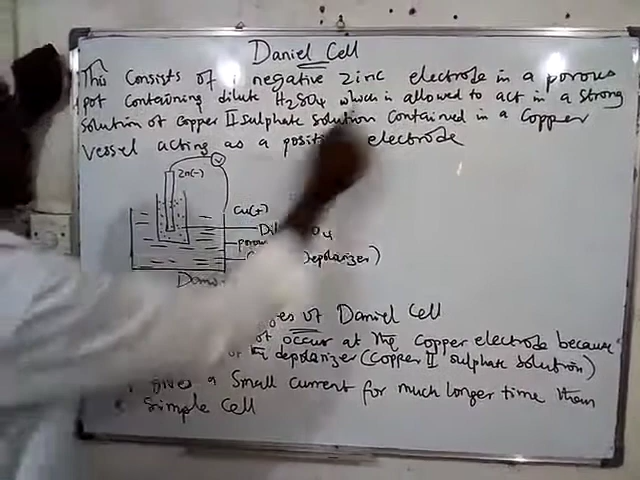 Daniel Cell
This Consists of a negative zinc electrode in a porous
pot containing dilute H2SO4 which is allowed to act in a strong
solution of Copper II sulphate solution contained in a Copper
Vessel acting as a electrode
V
Zn(-)
Cu(+)
porou
Depolarizer)
es of Daniel Cell
ot occur at the Copper electrode because
depolarizer (Copper II sulphate solution)
gives a Small current for much longer time than
Simple Cell